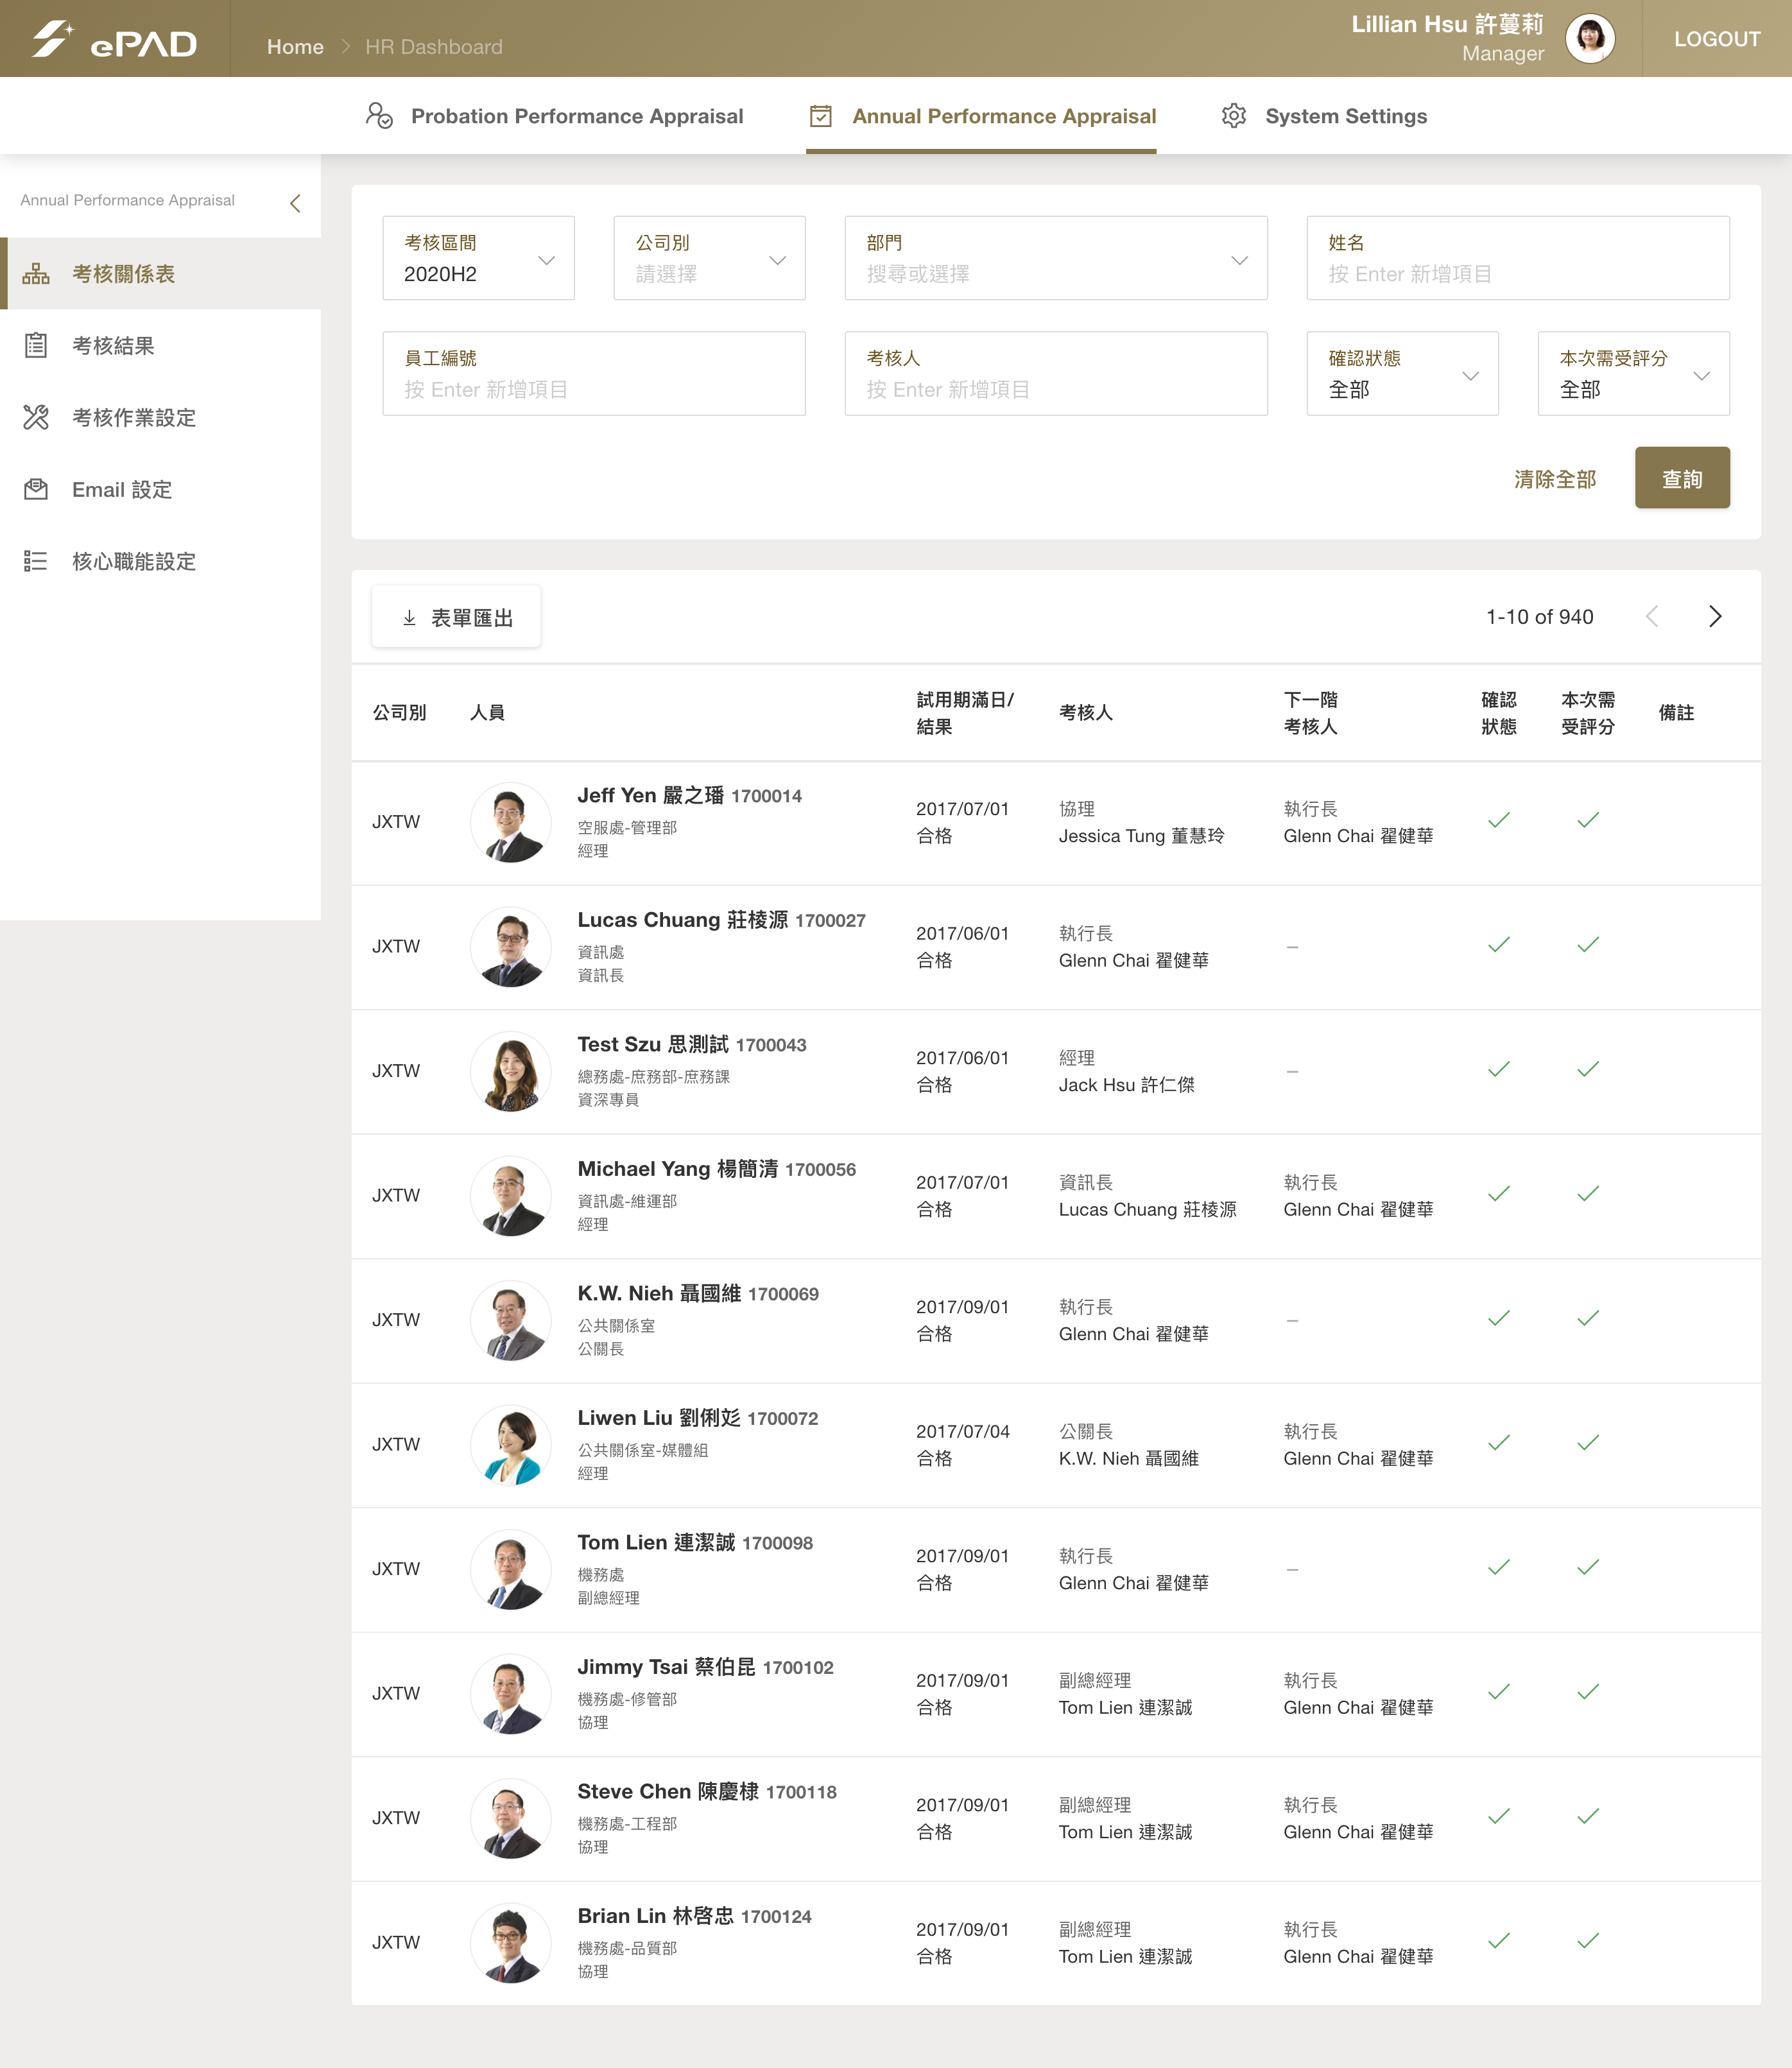 ePAD
Home > HR Dashboard
Lillian Hsu 許蔓莉
Manager
LOGOUT
Probation Performance Appraisal
Annual Performance Appraisal
System Settings
Annual Performance Appraisal
考核關係表
考核結果
考核作業設定
Email 設定
核心職能設定
考核區間
2020H2
公司別
請選擇
部門
搜尋或選擇
姓名
按 Enter 新增項目
員工編號
按 Enter 新增項目
考核人
按 Enter 新增項目
確認狀態
全部
本次需受評分
全部
清除全部
查詢
表單匯出
1-10 of 940
公司別
人員
試用期滿日/
結果
考核人
下一階
考核人
確認
狀態
本次需
受評分
備註
JXTW
Jeff Yen 嚴之璠 1700014
空服處-管理部
經理
2017/07/01
合格
協理
Jessica Tung 董慧玲
執行長
Glenn Chai 翟健華
JXTW
Lucas Chuang 莊棱源 1700027
資訊處
資訊長
2017/06/01
合格
執行長
Glenn Chai 翟健華
–
JXTW
Test Szu 思測試 1700043
總務處-庶務部-庶務課
資深專員
2017/06/01
合格
經理
Jack Hsu 許仁傑
–
JXTW
Michael Yang 楊簡清 1700056
資訊處-維運部
經理
2017/07/01
合格
資訊長
Lucas Chuang 莊棱源
執行長
Glenn Chai 翟健華
JXTW
K.W. Nieh 聶國維 1700069
公共關係室
公關長
2017/09/01
合格
執行長
Glenn Chai 翟健華
–
JXTW
Liwen Liu 劉俐彣 1700072
公共關係室-媒體組
經理
2017/07/04
合格
公關長
K.W. Nieh 聶國維
執行長
Glenn Chai 翟健華
JXTW
Tom Lien 連潔誠 1700098
機務處
副總經理
2017/09/01
合格
執行長
Glenn Chai 翟健華
–
JXTW
Jimmy Tsai 蔡伯昆 1700102
機務處-修管部
協理
2017/09/01
合格
副總經理
Tom Lien 連潔誠
執行長
Glenn Chai 翟健華
JXTW
Steve Chen 陳慶棣 1700118
機務處-工程部
協理
2017/09/01
合格
副總經理
Tom Lien 連潔誠
執行長
Glenn Chai 翟健華
JXTW
Brian Lin 林啓忠 1700124
機務處-品質部
協理
2017/09/01
合格
副總經理
Tom Lien 連潔誠
執行長
Glenn Chai 翟健華